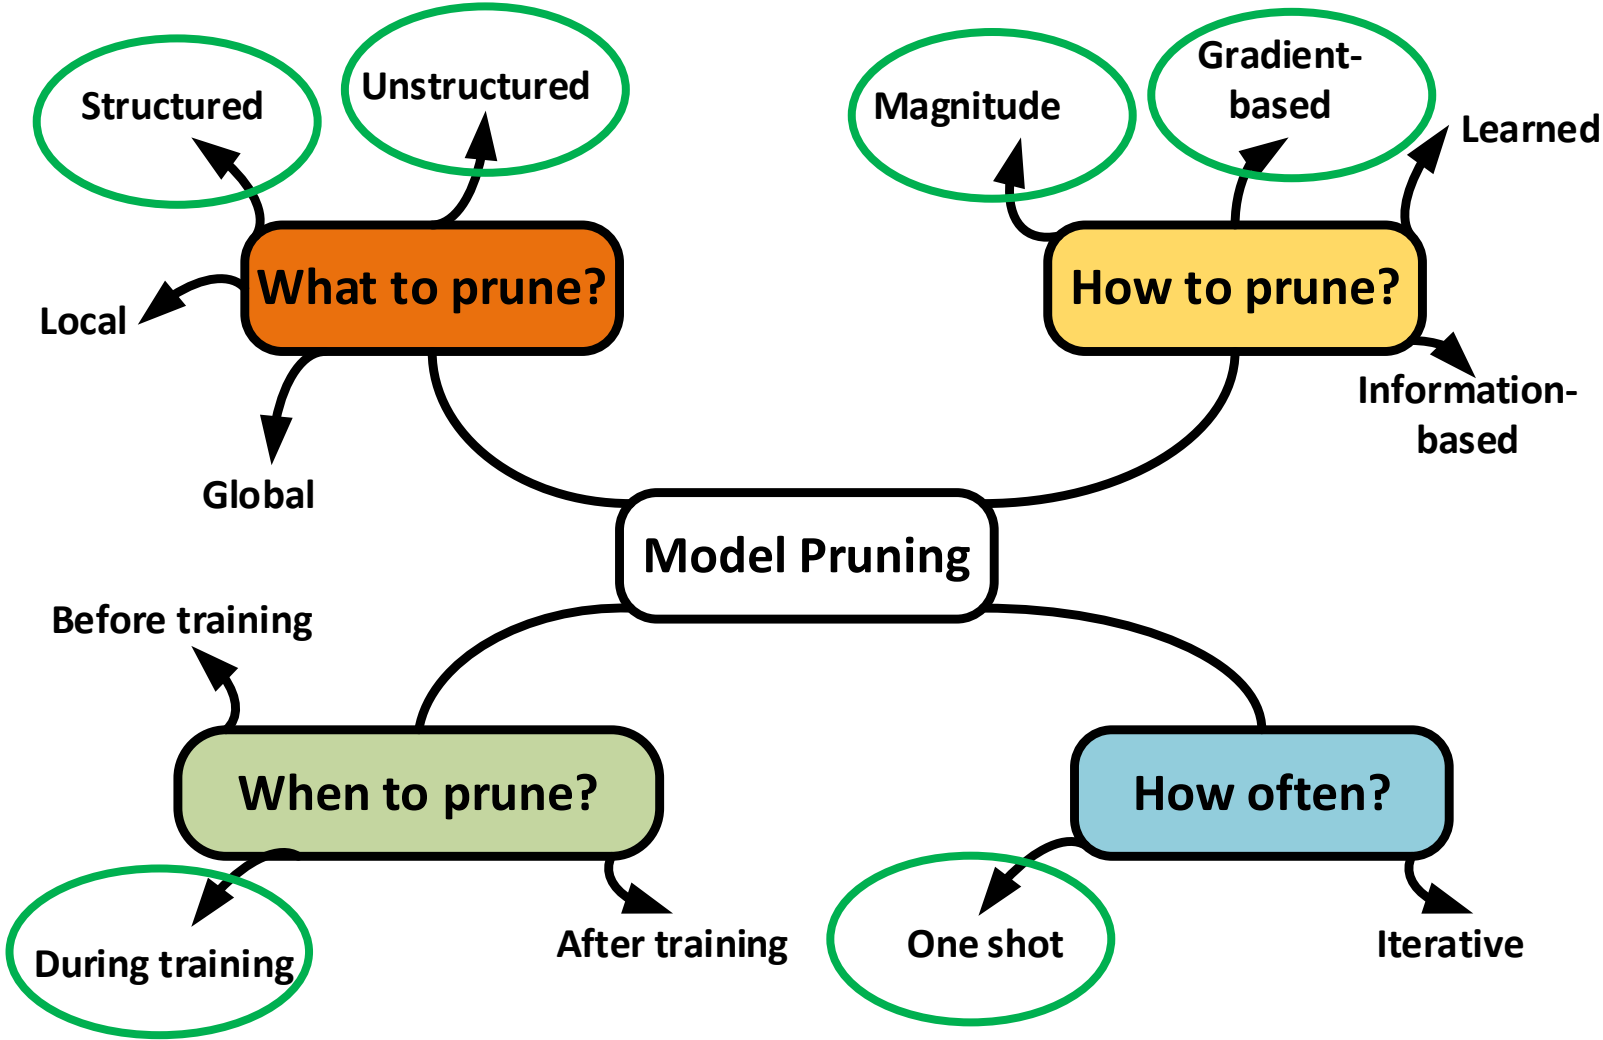 Structured
Unstructured
Magnitude
Gradient-
based
Learned
What to prune?
How to prune?
Local
Information-
based
Global
Model Pruning
Before training
When to prune?
How often?
During training
After training
One shot
Iterative